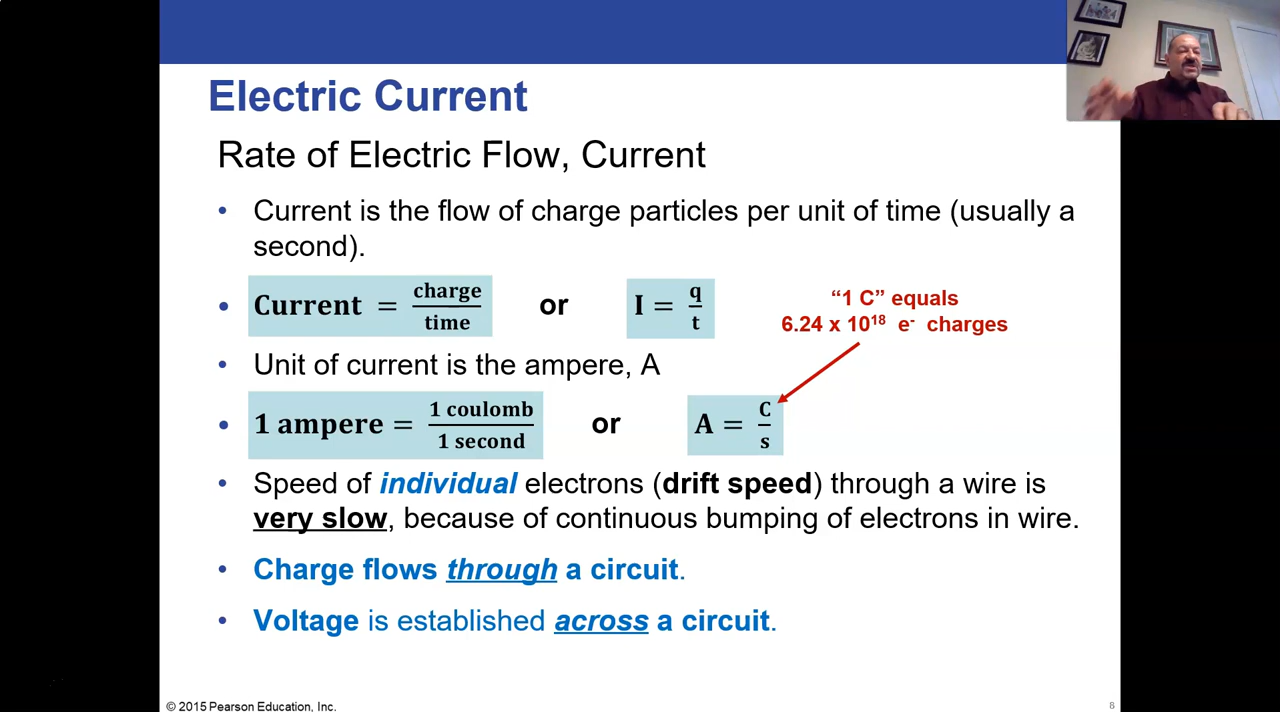 Electric Current
Rate of Electric Flow, Current
• Current is the flow of charge particles per unit of time (usually a
second).
• Current = charge/time or I = q/t
"1 C" equals
6.24 x 10¹⁸ e⁻ charges
• Unit of current is the ampere, A
• 1 ampere = 1 coulomb/1 second or A = C/s
• Speed of individual electrons (drift speed) through a wire is
very slow, because of continuous bumping of electrons in wire.
• Charge flows through a circuit.
• Voltage is established across a circuit.
© 2015 Pearson Education, Inc.
8